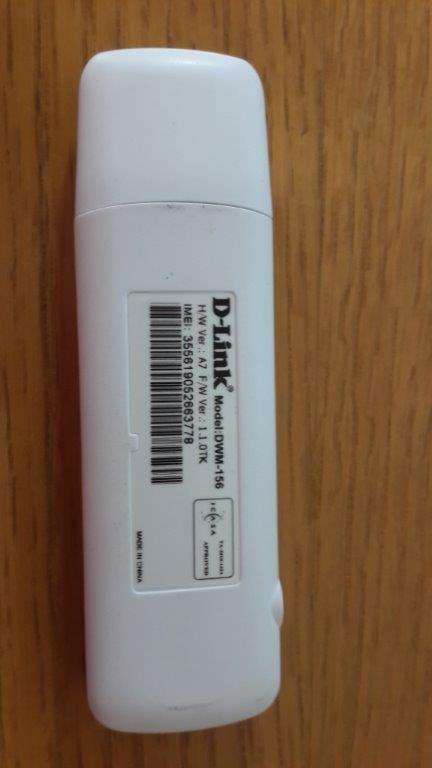 D-Link®
Model:DWM-156
H/W Ver.: A7 F/W Ver.: 1.1.0TK
IMEI: 355619052663778
ICASA
APPROVED
MADE IN CHINA